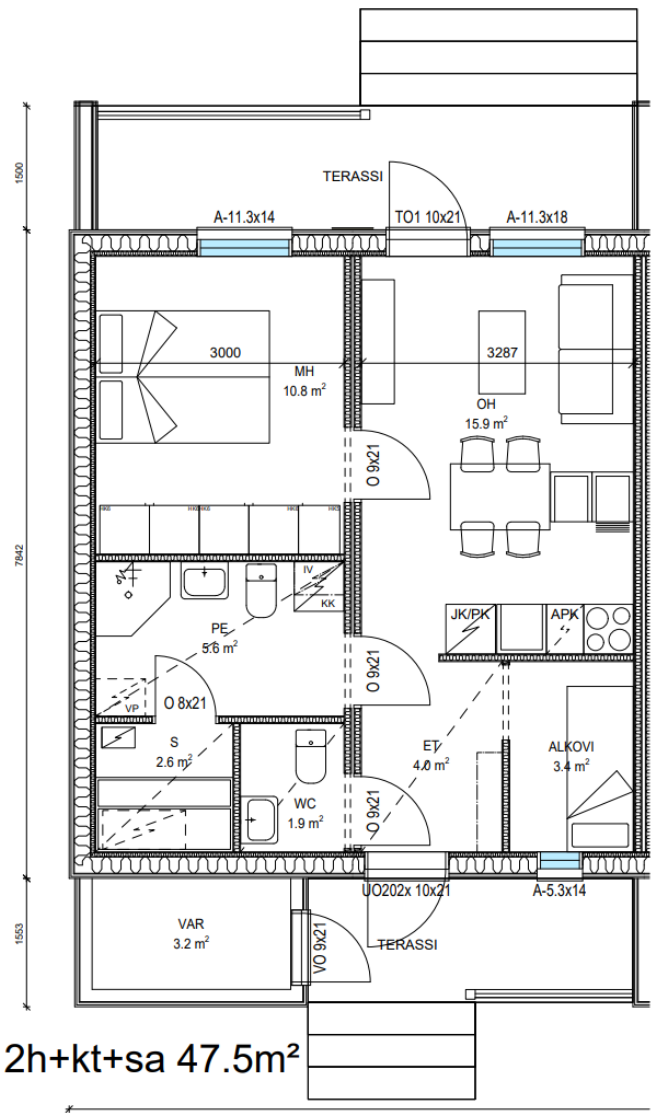 1500
TERASSI
A-11.3x14
TO1 10x21
A-11.3x18
3000
3287
MH
10.8 m²
OH
15.9 m²
O 9x21
7842
IV
KK
JK/PK
APK
PE
5.6 m²
O 9x21
VP
O 8x21
S
2.6 m²
ET
4.0 m²
ALKOVI
3.4 m²
WC
1.9 m²
O 9x21
UO202x 10x21
A-5.3x14
1553
VAR
3.2 m²
VO 9x21
TERASSI
2h+kt+sa 47.5m²